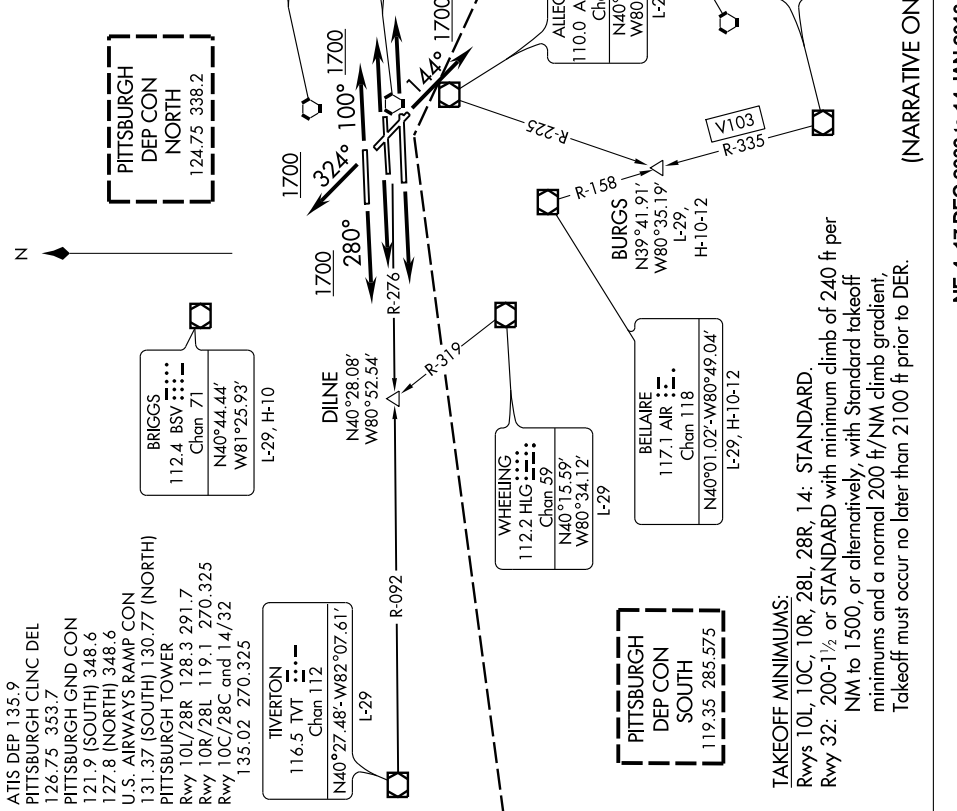 ATIS DEP 135.9
PITTSBURGH CLNC DEL
126.75 353.7
PITTSBURGH GND CON
121.9 (SOUTH) 348.6
127.8 (NORTH) 348.6
U.S. AIRWAYS RAMP CON
131.37 (SOUTH) 130.77 (NORTH)
PITTSBURGH TOWER
Rwy 10L/28R 128.3 291.7
Rwy 10R/28L 119.1 270.325
Rwy 10C/28C and 14/32
135.02 270.325
N
PITTSBURGH
DEP CON
NORTH
124.75 338.2
BRIGGS
112.4 BSV
Chan 71
N40°44.44'
W81°25.93'
L-29, H-10
1700
280°
1700
324°
100°
1700
144°
1700
R-276
DILNE
N40°28.08'
W80°52.54'
R-319
R-092
TIVERTON
116.5 TVT
Chan 112
N40°27.48'-W82°07.61'
L-29
WHEELING
112.2 HLG
Chan 59
N40°15.59'
W80°34.12'
L-29
ALLEG
110.0 A
Ch
N40°
W80
L-2
R-225
V103
R-335
R-158
BURGS
N39°41.91'
W80°35.19'
L-29,
H-10-12
BELLAIRE
117.1 AIR
Chan 118
N40°01.02'-W80°49.04'
L-29, H-10-12
PITTSBURGH
DEP CON
SOUTH
119.35 285.575
TAKEOFF MINIMUMS:
Rwys 10L, 10C, 10R, 28L, 28R, 14: STANDARD.
Rwy 32: 200-1½ or STANDARD with minimum climb of 240 ft per
NM to 1500, or alternatively, with Standard takeoff
minimums and a normal 200 ft/NM climb gradient,
Takeoff must occur no later than 2100 ft prior to DER.
(NARRATIVE ON